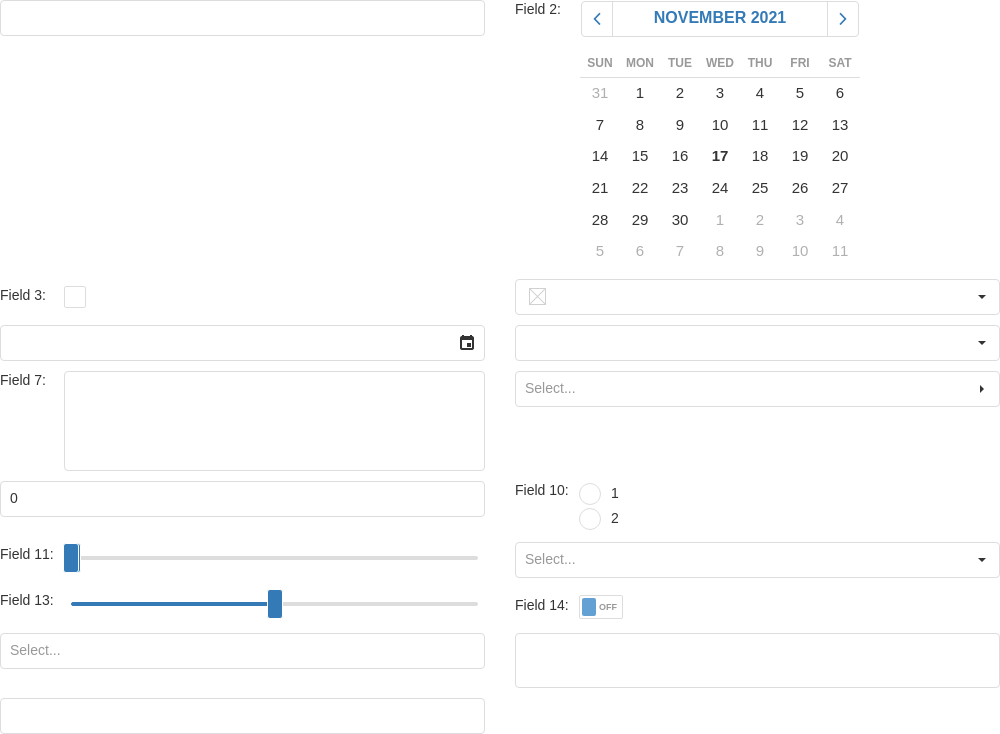 Field 2:
NOVEMBER 2021
SUN MON TUE WED THU FRI SAT
31 1 2 3 4 5 6
7 8 9 10 11 12 13
14 15 16 17 18 19 20
21 22 23 24 25 26 27
28 29 30 1 2 3 4
5 6 7 8 9 10 11
Field 3:
Field 7:
Select...
0
Field 10:
1
2
Field 11:
Select...
Field 13:
Field 14:
OFF
Select...